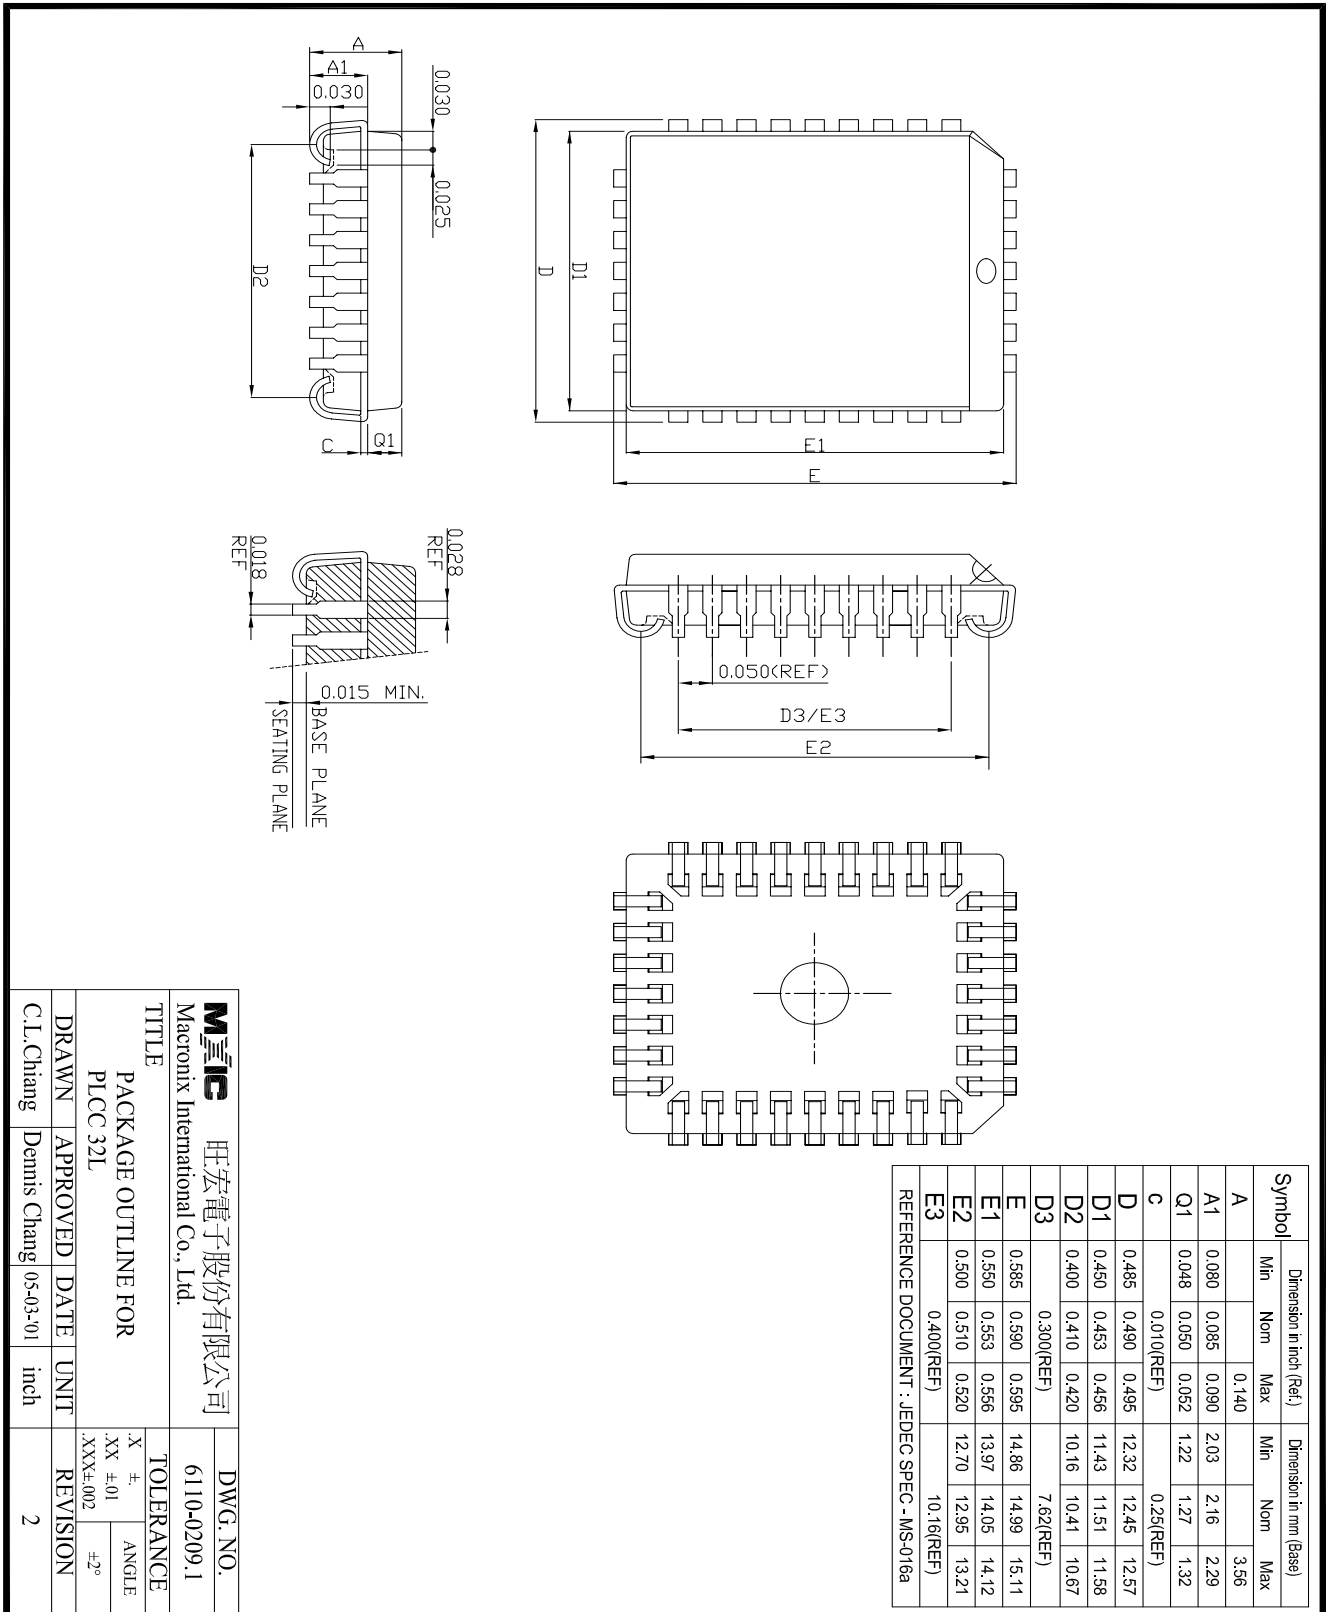 A
A1
0.030
0.030
0.025
D2
C
Q1
D
D1
E1
E
0.028
REF
0.018
REF
0.015 MIN.
BASE PLANE
SEATING PLANE
0.050(REF)
D3/E3
E2
Symbol Dimension in inch (Ref.) Dimension in mm (Base)
Min Nom Max Min Nom Max
A 0.140 3.56
A1 0.080 0.085 0.090 2.03 2.16 2.29
Q1 0.048 0.050 0.052 1.22 1.27 1.32
c 0.010(REF) 0.25(REF)
D 0.485 0.490 0.495 12.32 12.45 12.57
D1 0.450 0.453 0.456 11.43 11.51 11.58
D2 0.400 0.410 0.420 10.16 10.41 10.67
D3 0.300(REF) 7.62(REF)
E 0.585 0.590 0.595 14.86 14.99 15.11
E1 0.550 0.553 0.556 13.97 14.05 14.12
E2 0.500 0.510 0.520 12.70 12.95 13.21
E3 0.400(REF) 10.16(REF)
REFERENCE DOCUMENT : JEDEC SPEC - MS-016a
MXIC 旺宏電子股份有限公司
Macronix International Co., Ltd.
DWG. NO.
6110-0209.1
TITLE
PACKAGE OUTLINE FOR
PLCC 32L
TOLERANCE
.X ±.
.XX ±.01
.XXX±.002
ANGLE
±2°
DRAWN APPROVED DATE UNIT REVISION
C.L.Chiang Dennis Chang 05-03-'01 inch 2